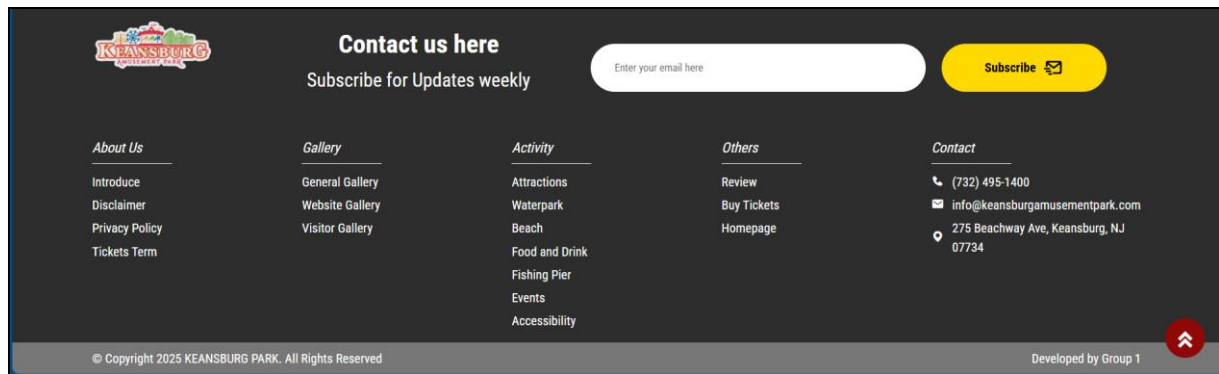 KEANSBURG
AMUSEMENT PARK
Contact us here
Subscribe for Updates weekly
Enter your email here
Subscribe
About Us
Introduce
Disclaimer
Privacy Policy
Tickets Term
Gallery
General Gallery
Website Gallery
Visitor Gallery
Activity
Attractions
Waterpark
Beach
Food and Drink
Fishing Pier
Events
Accessibility
Others
Review
Buy Tickets
Homepage
Contact
(732) 495-1400
info@keansburgamusementpark.com
275 Beachway Ave, Keansburg, NJ
07734
© Copyright 2025 KEANSBURG PARK. All Rights Reserved
Developed by Group 1